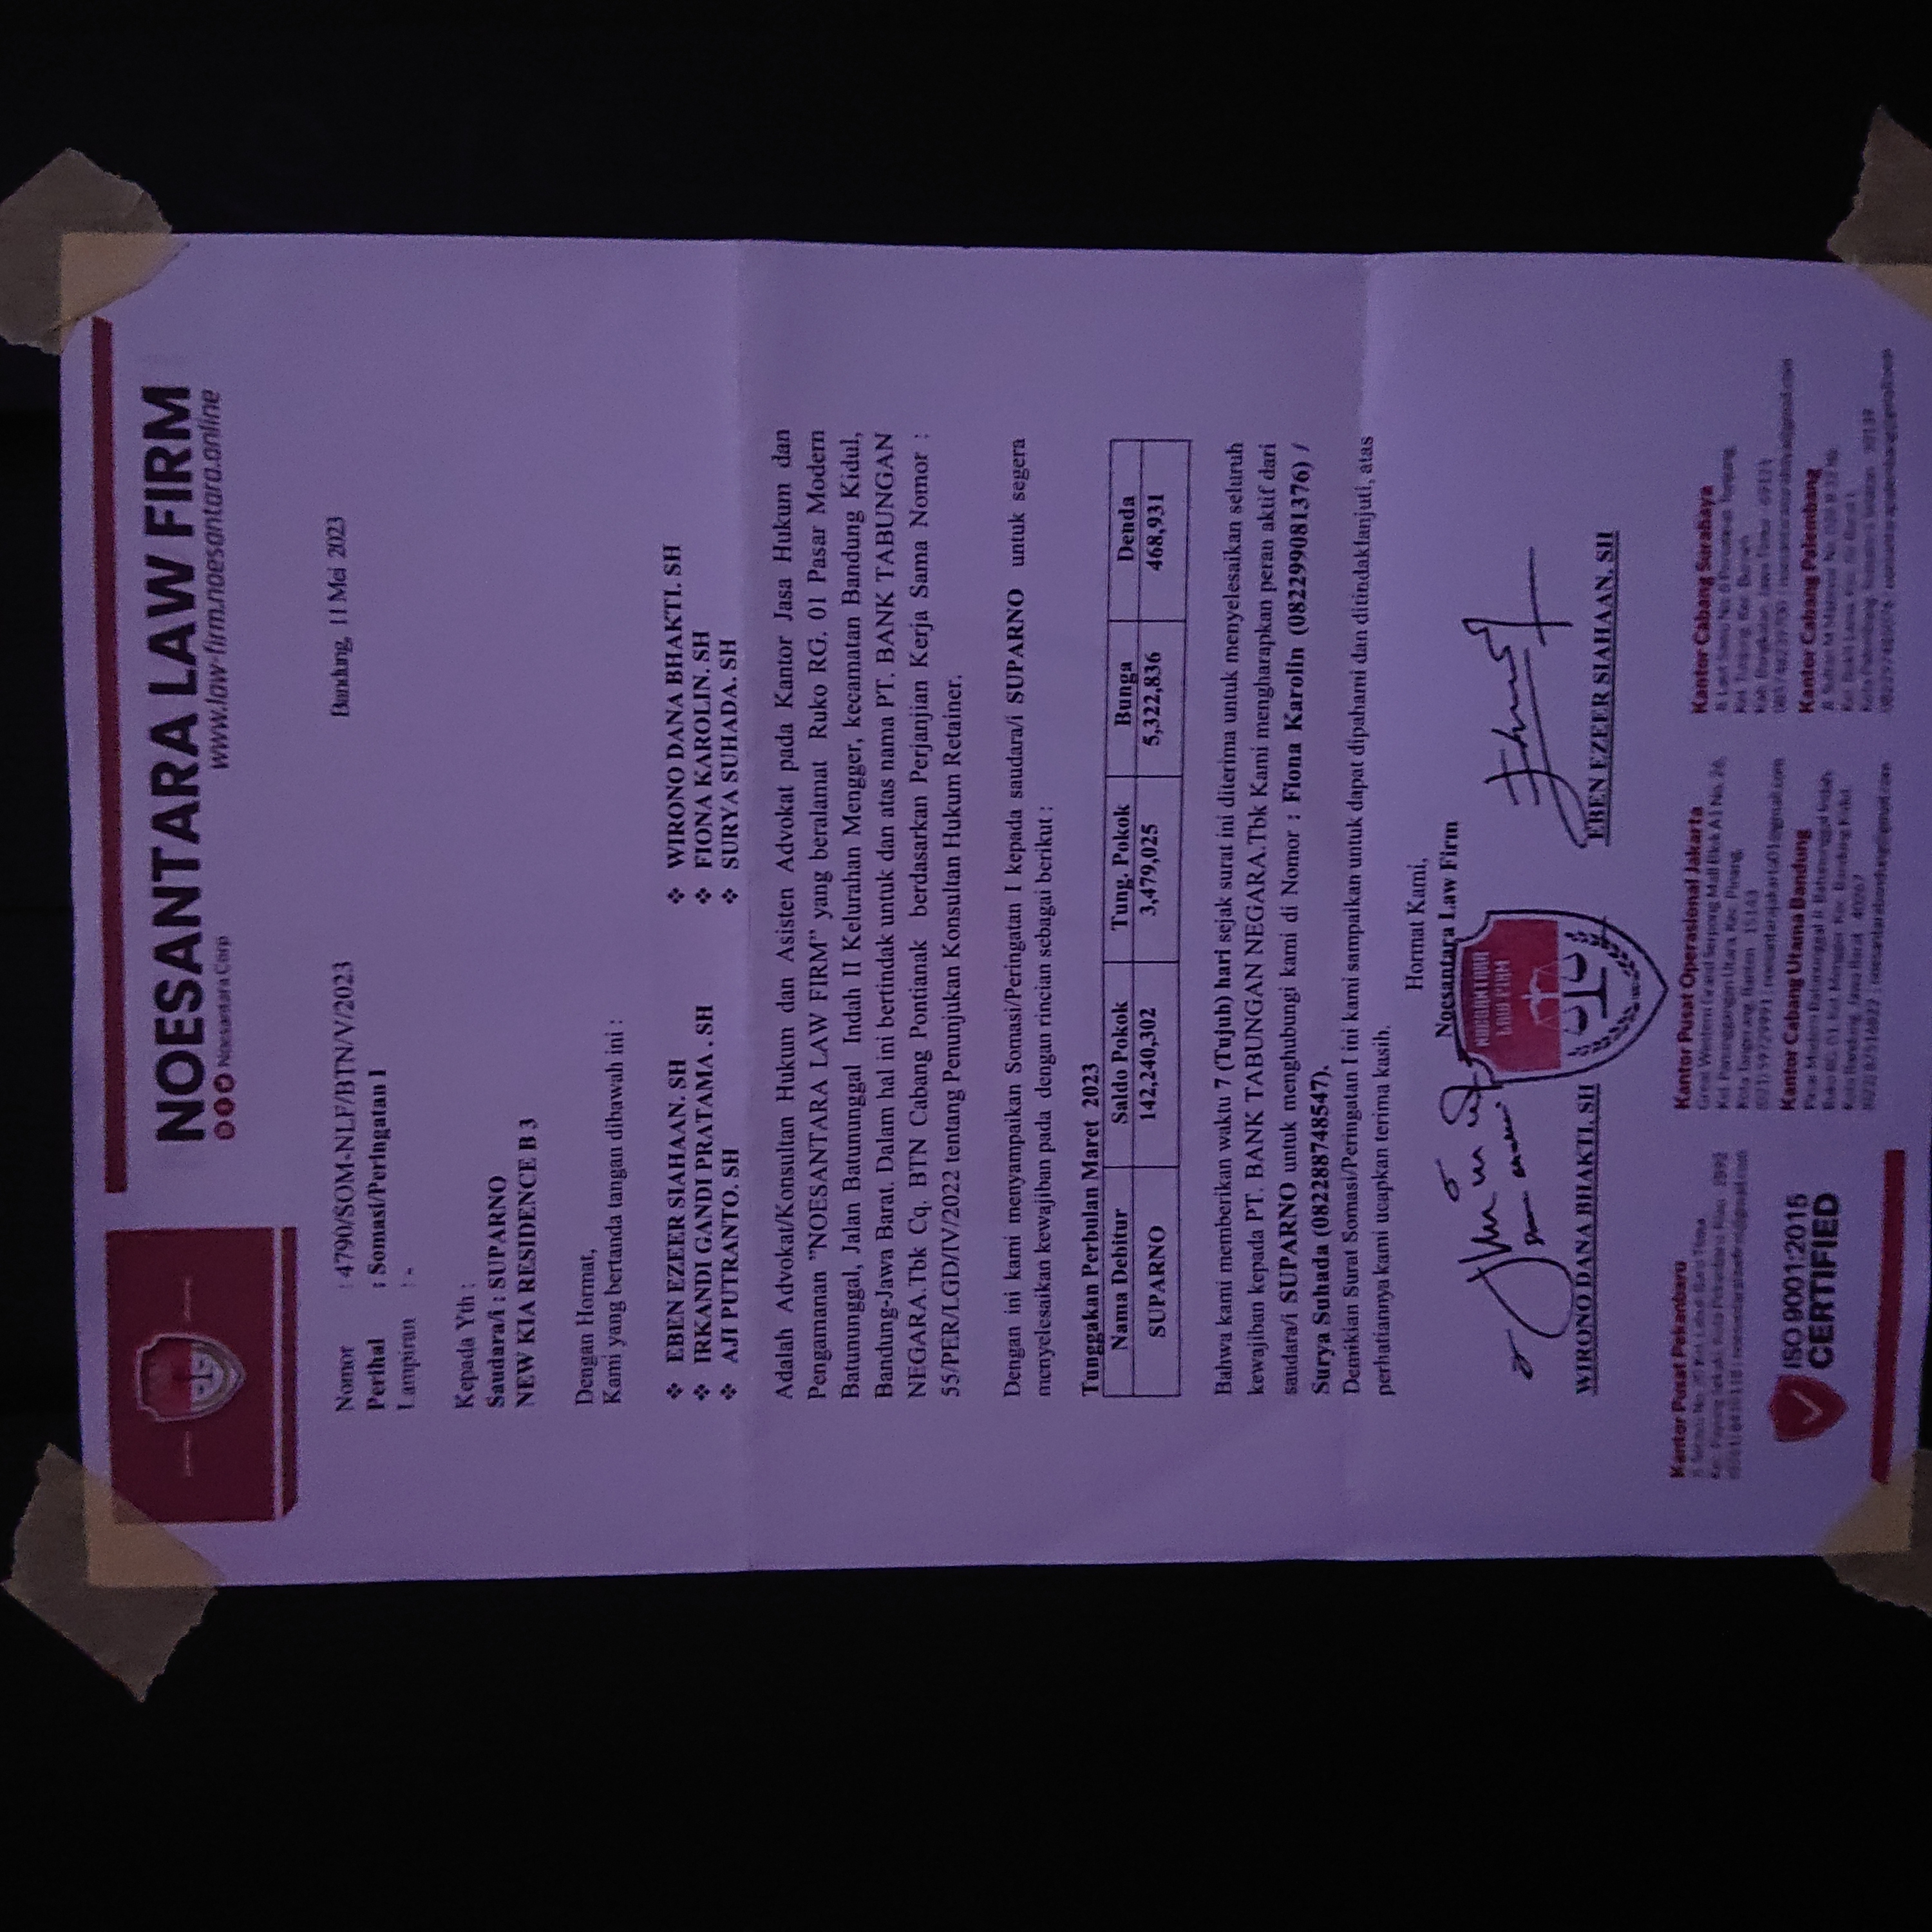 NOESANTARA LAW FIRM
Noesantara Corp www.law-firm.noesantara.online
Bandung, 11 Mei 2023
Nomor : 4790/SOM-NLF/BTN/V/2023
Perihal : Somasi/Peringatan I
Lampiran : -
Kepada Yth :
Saudara/i : SUPARNO
NEW KIA RESIDENCE B 3
Dengan Hormat,
Kami yang bertanda tangan dibawah ini :
❖ EBEN EZEER SIAHAAN. SH ❖ WIRONO DANA BHAKTI. SH
❖ IRKANDI GANDI PRATAMA . SH ❖ FIONA KAROLIN. SH
❖ AJI PUTRANTO. SH ❖ SURYA SUHADA. SH
Adalah Advokat/Konsultan Hukum dan Asisten Advokat pada Kantor Jasa Hukum dan
Pengamanan "NOESANTARA LAW FIRM" yang beralamat Ruko RG. 01 Pasar Modern
Batununggal, Jalan Batununggal Indah II Kelurahan Mengger, kecamatan Bandung Kidul,
Bandung-Jawa Barat. Dalam hal ini bertindak untuk dan atas nama PT. BANK TABUNGAN
NEGARA.Tbk Cq. BTN Cabang Pontianak berdasarkan Perjanjian Kerja Sama Nomor :
55/PER/LGD/IV/2022 tentang Penunjukan Konsultan Hukum Retainer.
Dengan ini kami menyampaikan Somasi/Peringatan I kepada saudara/i SUPARNO untuk segera
menyelesaikan kewajiban pada dengan rincian sebagai berikut :
Tunggakan Perbulan Maret 2023
Nama Debitur Saldo Pokok Tung. Pokok Bunga Denda
SUPARNO 142,240,302 3,479,025 5,322,836 468,931
Bahwa kami memberikan waktu 7 (Tujuh) hari sejak surat ini diterima untuk menyelesaikan seluruh
kewajiban kepada PT. BANK TABUNGAN NEGARA.Tbk Kami mengharapkan peran aktif dari
saudara/i SUPARNO untuk menghubungi kami di Nomor : Fiona Karolin (082299081376) /
Surya Suhada (082288748547).
Demikian Surat Somasi/Peringatan I ini kami sampaikan untuk dapat dipahami dan ditindaklanjuti, atas
perhatiannya kami ucapkan terima kasih.
Hormat Kami,
Noesantara Law Firm
NOESANTARA
LAW FIRM
WIRONO DANA BHAKTI. SH EBEN EZEER SIAHAAN. SH
Kantor Pusat Pekanbaru
Kantor Pusat Operasional Jakarta
Kantor Cabang Utama Bandung
Kantor Cabang Surabaya
Kantor Cabang Palembang
ISO 9001:2015
CERTIFIED